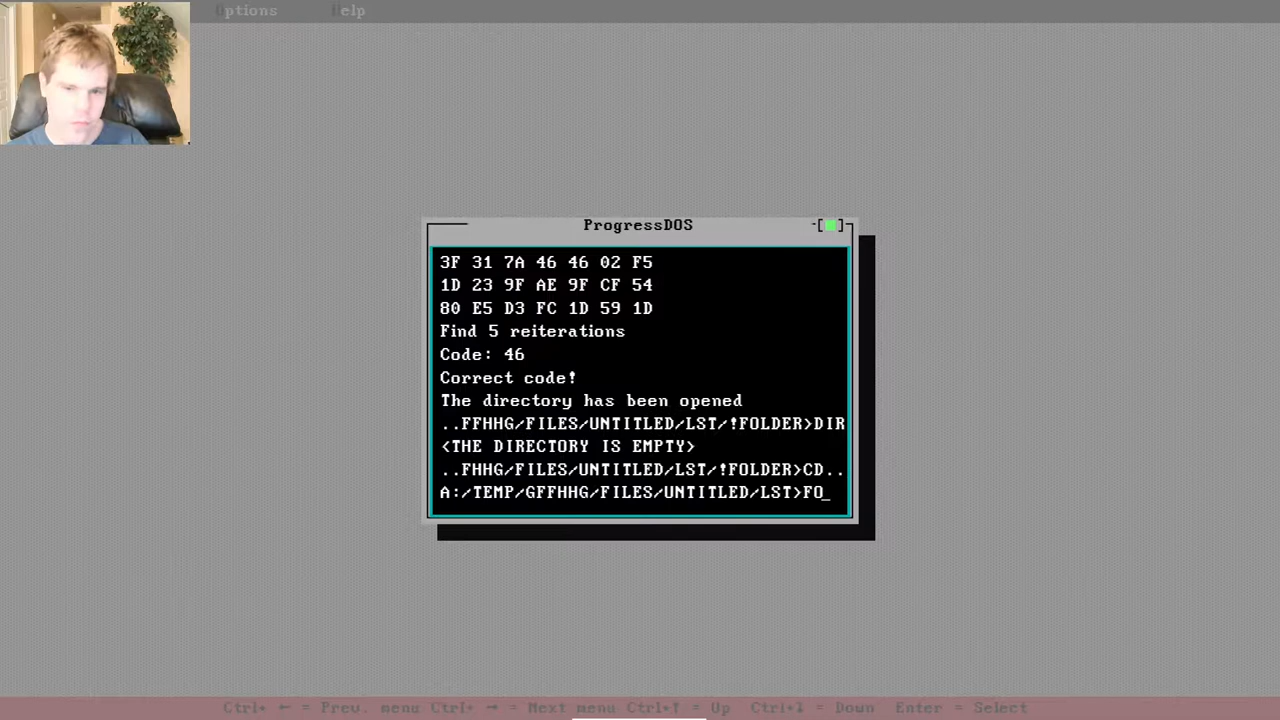 Options Help
ProgressDOS
-[■]
3F 31 7A 46 46 02 F5
1D 23 9F AE 9F CF 54
80 E5 D3 FC 1D 59 1D
Find 5 reiterations
Code: 46
Correct code!
The directory has been opened
..FFHHG/FILES/UNTITLED/LST/!FOLDER>DIR
<THE DIRECTORY IS EMPTY>
..FHHG/FILES/UNTITLED/LST/!FOLDER>CD..
A:/TEMP/GFFHHG/FILES/UNTITLED/LST>FO_
Ctrl+ ← = Prev. menu Ctrl+ → = Next menu Ctrl+↑ = Up Ctrl+↓ = Down Enter = Select